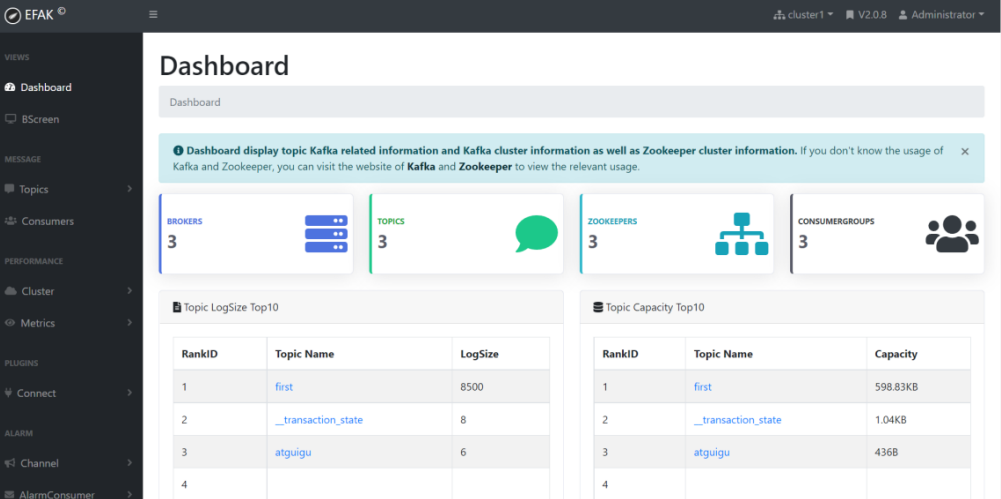 EFAK ©
cluster1
V2.0.8
Administrator
VIEWS
Dashboard
BScreen
MESSAGE
Topics
Consumers
PERFORMANCE
Cluster
Metrics
PLUGINS
Connect
ALARM
Channel
AlarmConsumer
Dashboard
Dashboard
Dashboard display topic Kafka related information and Kafka cluster information as well as Zookeeper cluster information. If you don't know the usage of
Kafka and Zookeeper, you can visit the website of Kafka and Zookeeper to view the relevant usage.
×
BROKERS
3
TOPICS
3
ZOOKEEPERS
3
CONSUMERGROUPS
3
Topic LogSize Top10
RankID Topic Name LogSize
1 first 8500
2 __transaction_state 8
3 atguigu 6
4
Topic Capacity Top10
RankID Topic Name Capacity
1 first 598.83KB
2 __transaction_state 1.04KB
3 atguigu 436B
4